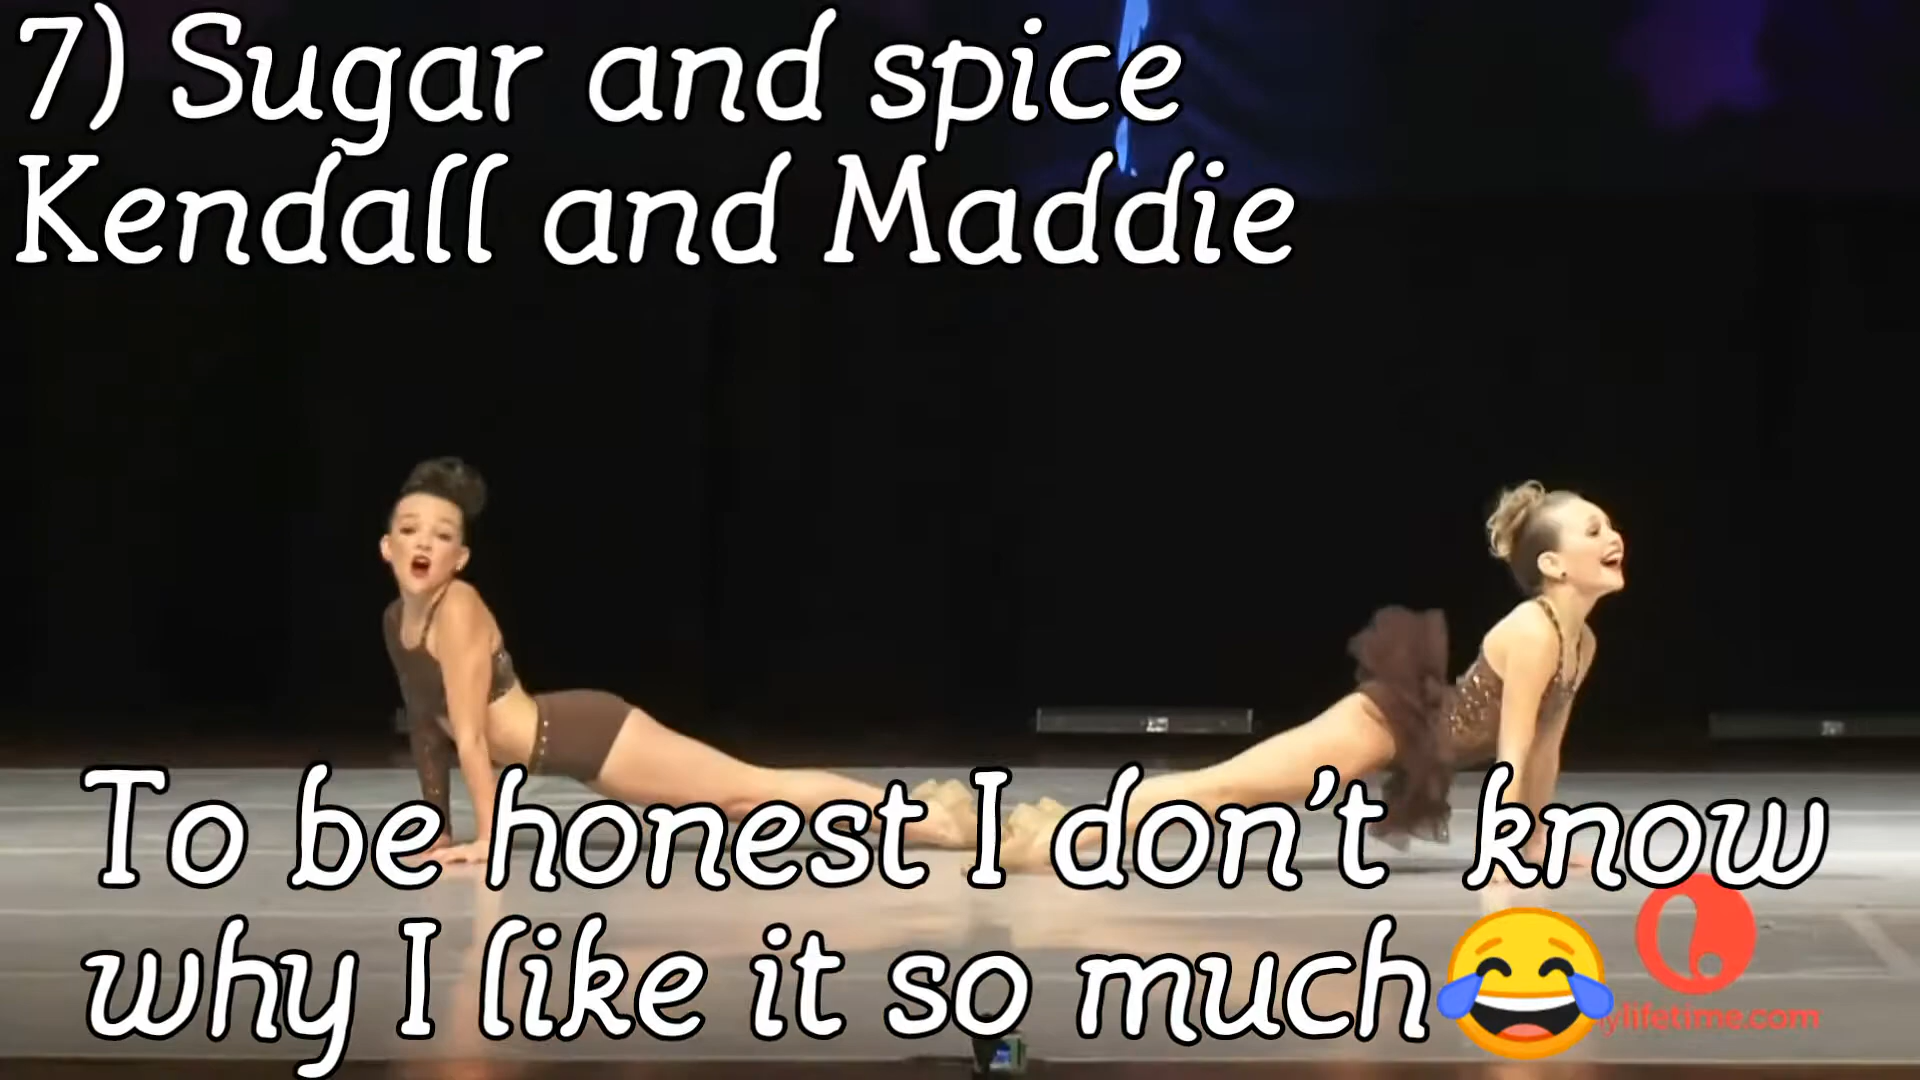 7) Sugar and spice
Kendall and Maddie
To be honest I don't know
why I like it so much😂
mylifetime.com